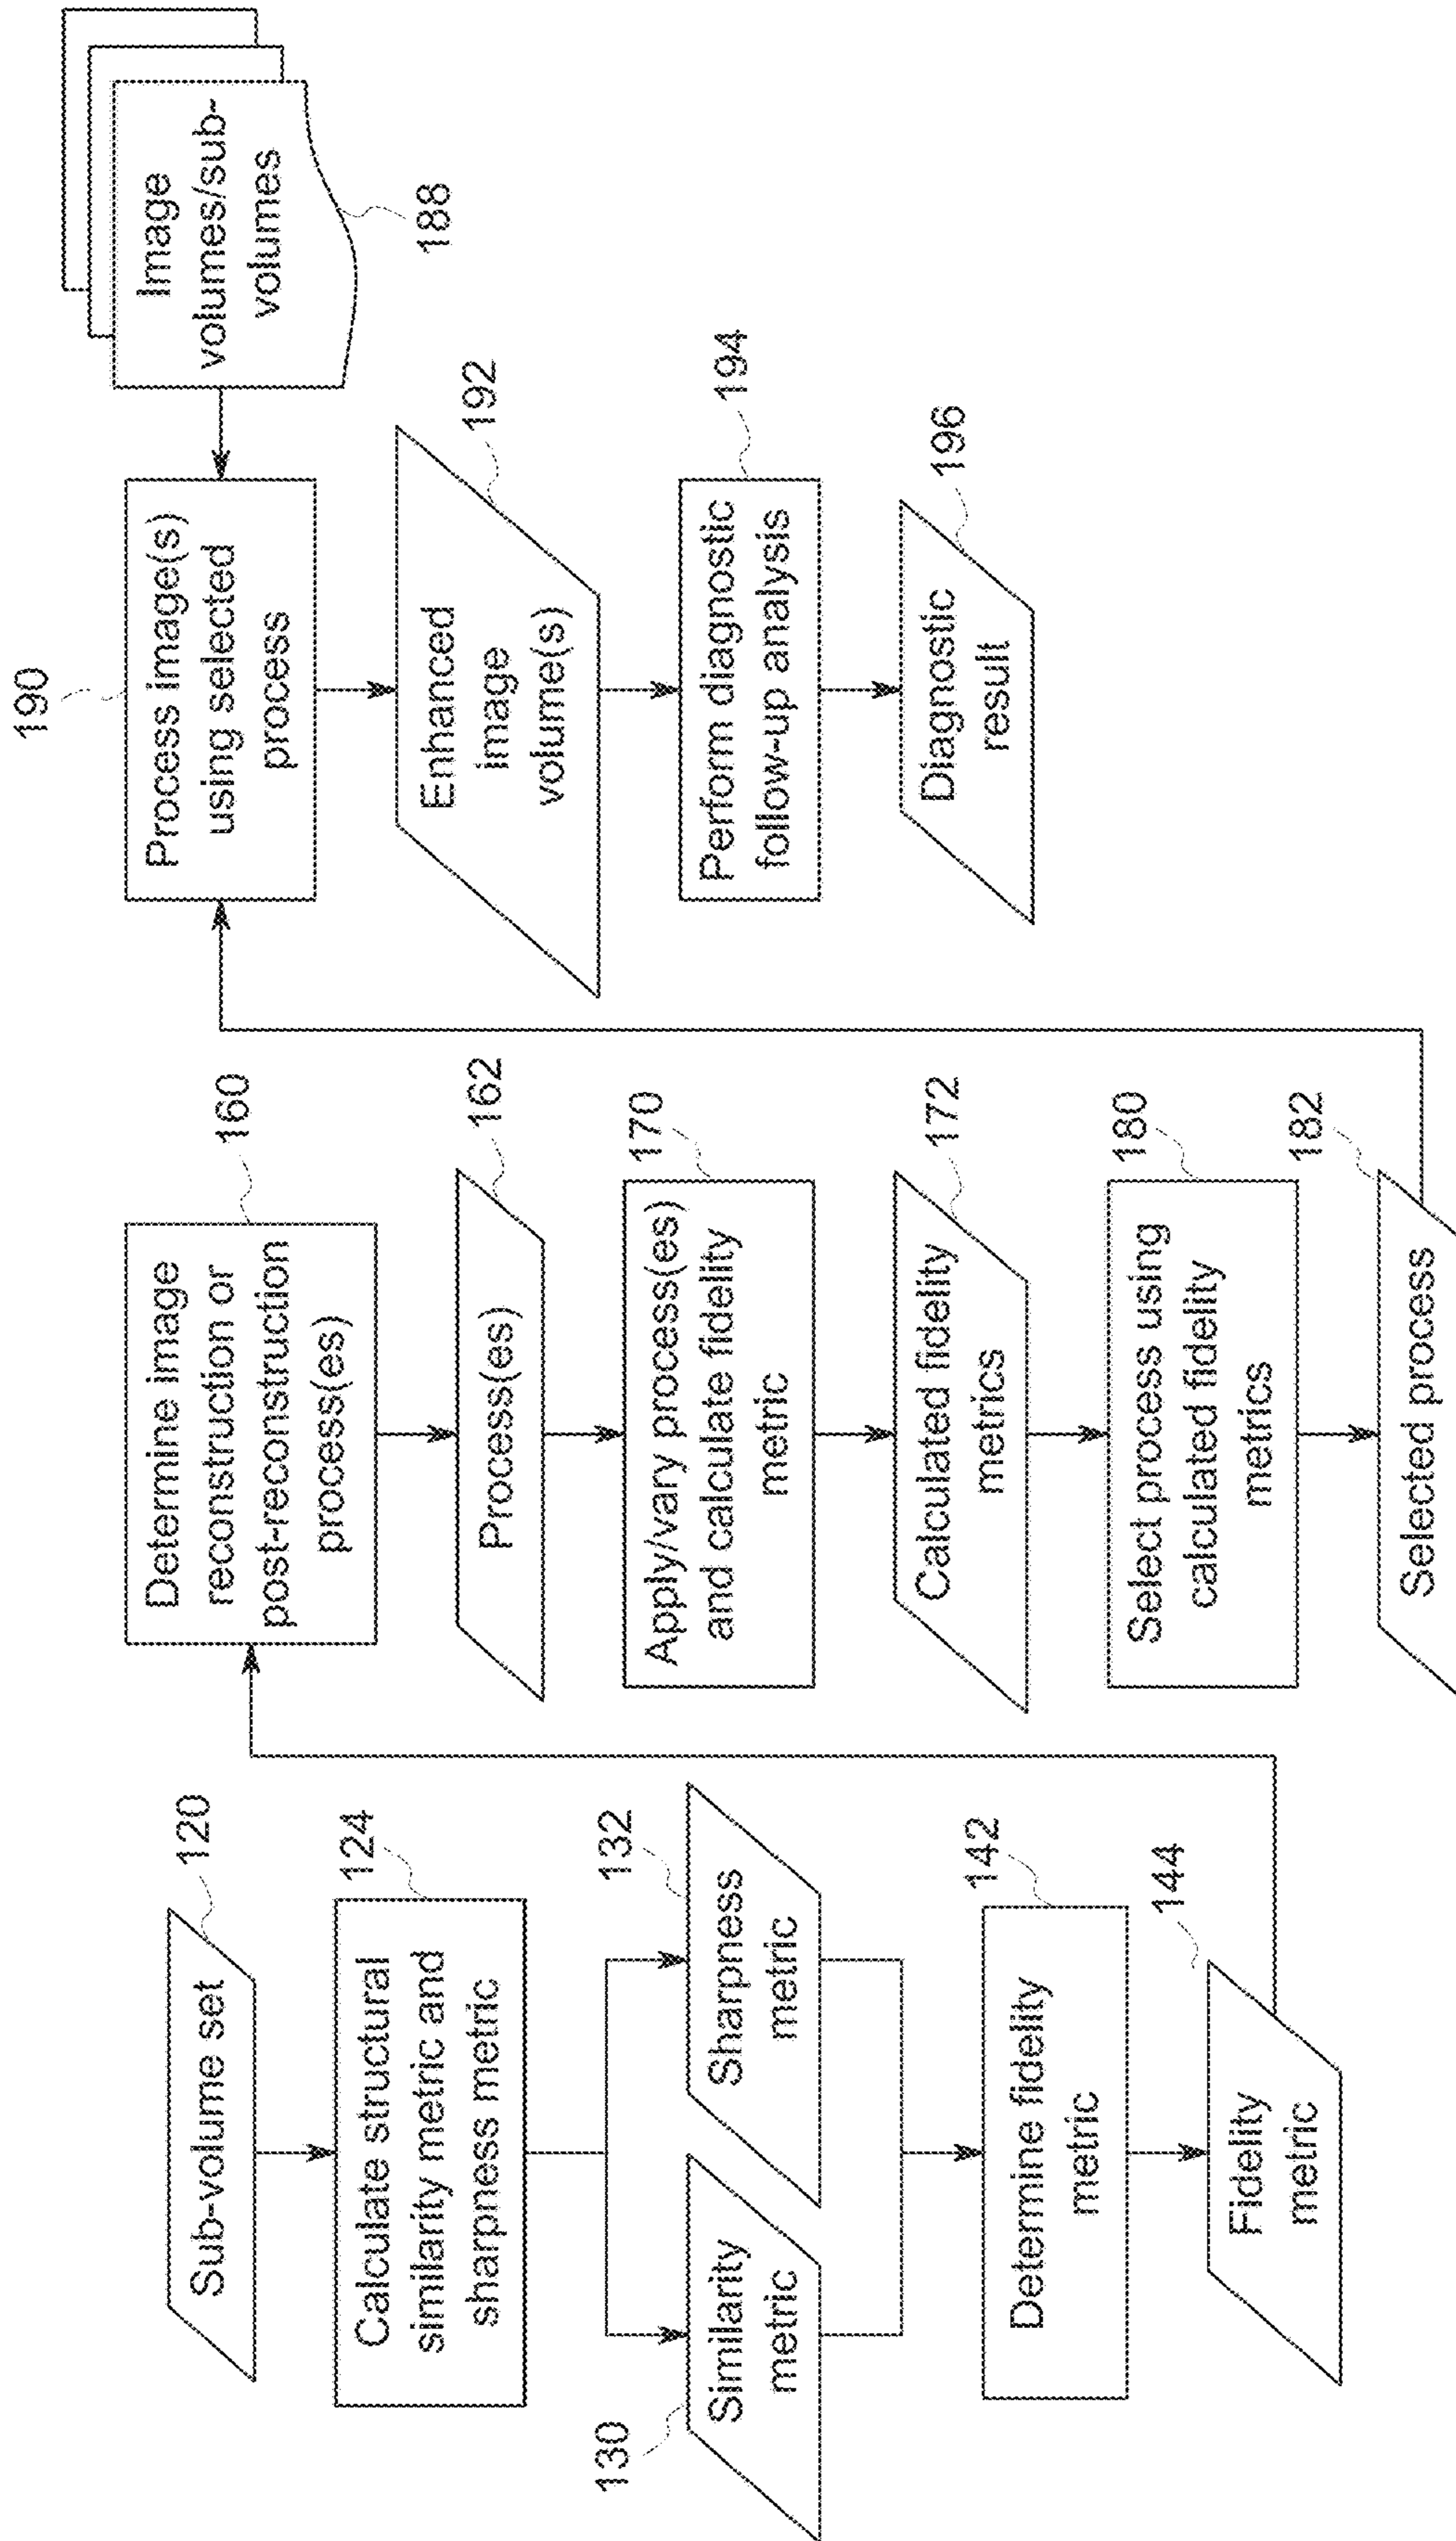 120
Sub-volume set
124
Calculate structural
similarity metric and
sharpness metric
130
Similarity
metric
132
Sharpness
metric
142
Determine fidelity
metric
144
Fidelity
metric
160
Determine image
reconstruction or
post-reconstruction
process(es)
162
Process(es)
170
Apply/vary process(es)
and calculate fidelity
metric
172
Calculated fidelity
metrics
180
Select process using
calculated fidelity
metrics
182
Selected process
190
Process image(s)
using selected
process
Image
volumes/sub-
volumes
188
192
Enhanced
image
volume(s)
194
Perform diagnostic
follow-up analysis
196
Diagnostic
result